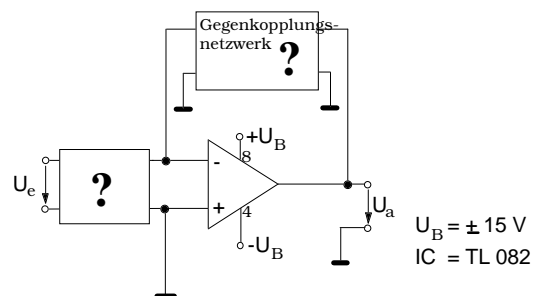 Gegenkopplungs-
netzwerk
?
+U_B
8
-
U_e
?
+
4
U_a
-U_B
U_B = ± 15 V
IC = TL 082